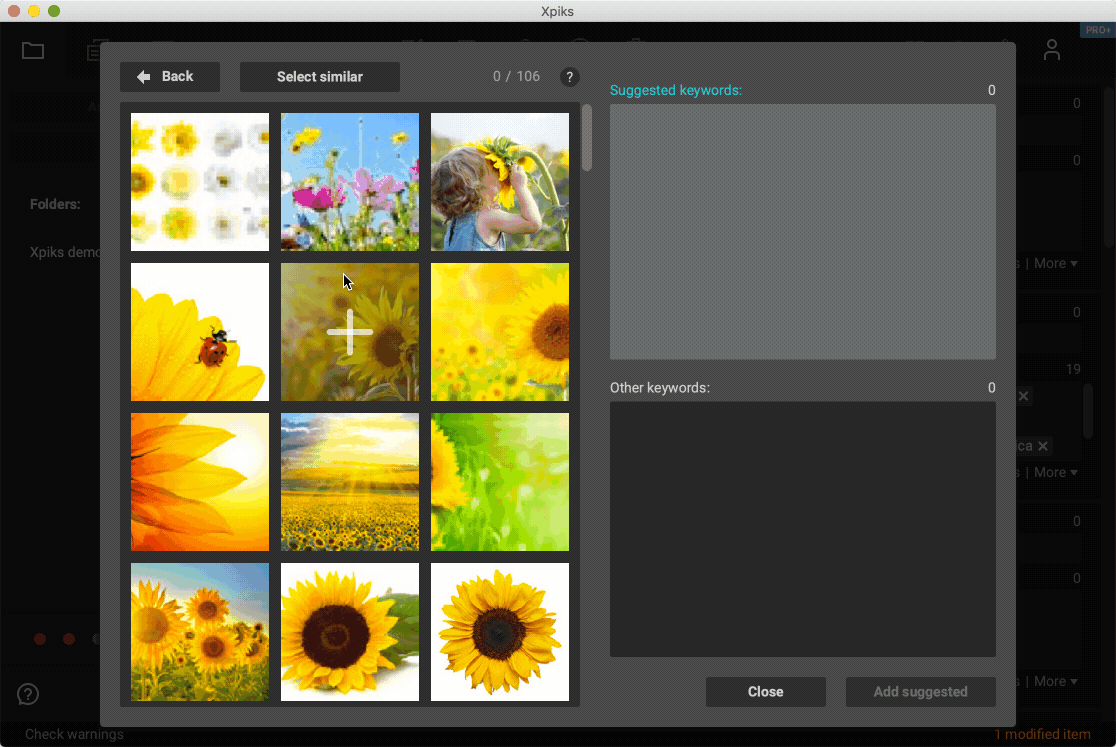 Xpiks
PRO+
Back
Select similar
0 / 106
?
Suggested keywords:
0
0
0
Folders:
Xpiks demo
s | More
0
Other keywords:
0
19
ica
s | More
0
0
s | More
Close
Add suggested
?
Check warnings
1 modified item